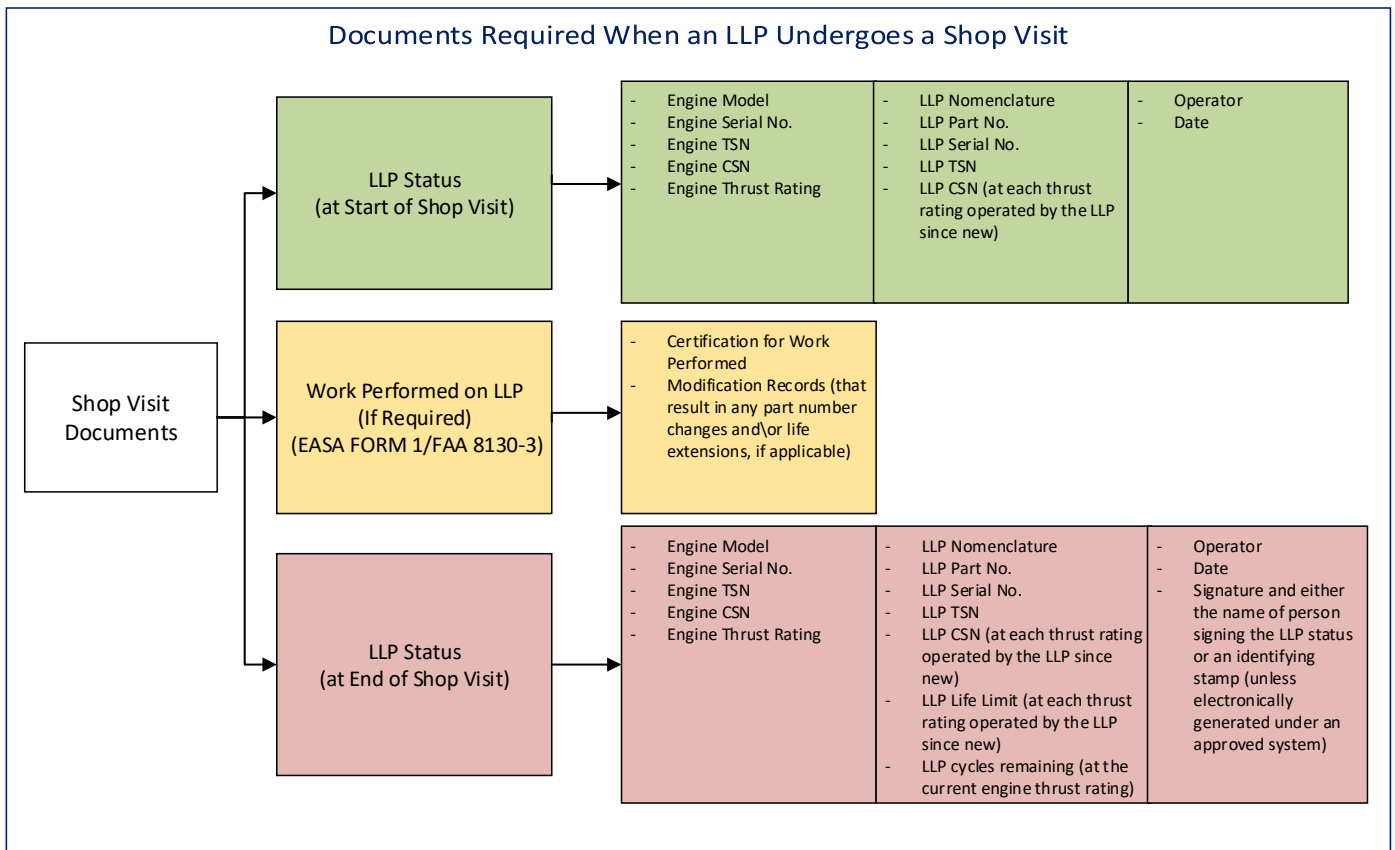 Documents Required When an LLP Undergoes a Shop Visit
Shop Visit
Documents
LLP Status
(at Start of Shop Visit)
- Engine Model
- Engine Serial No.
- Engine TSN
- Engine CSN
- Engine Thrust Rating
- LLP Nomenclature
- LLP Part No.
- LLP Serial No.
- LLP TSN
- LLP CSN (at each thrust
rating operated by the LLP
since new)
- Operator
- Date
Work Performed on LLP
(If Required)
(EASA FORM 1/FAA 8130-3)
- Certification for Work
Performed
- Modification Records (that
result in any part number
changes and\or life
extensions, if applicable)
LLP Status
(at End of Shop Visit)
- Engine Model
- Engine Serial No.
- Engine TSN
- Engine CSN
- Engine Thrust Rating
- LLP Nomenclature
- LLP Part No.
- LLP Serial No.
- LLP TSN
- LLP CSN (at each thrust rating
operated by the LLP since
new)
- LLP Life Limit (at each thrust
rating operated by the LLP
since new)
- LLP cycles remaining (at the
current engine thrust rating)
- Operator
- Date
- Signature and either
the name of person
signing the LLP status
or an identifying
stamp (unless
electronically
generated under an
approved system)